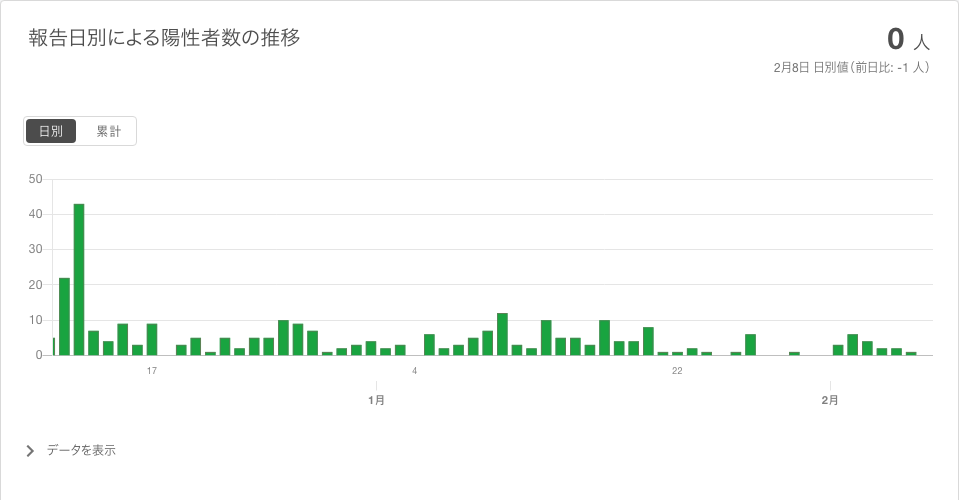 報告日別による陽性者数の推移
0 人
2月8日 日別値（前日比: -1 人）
日別 累計
50
40
30
20
10
0
17 4 22
1月 2月
データを表示